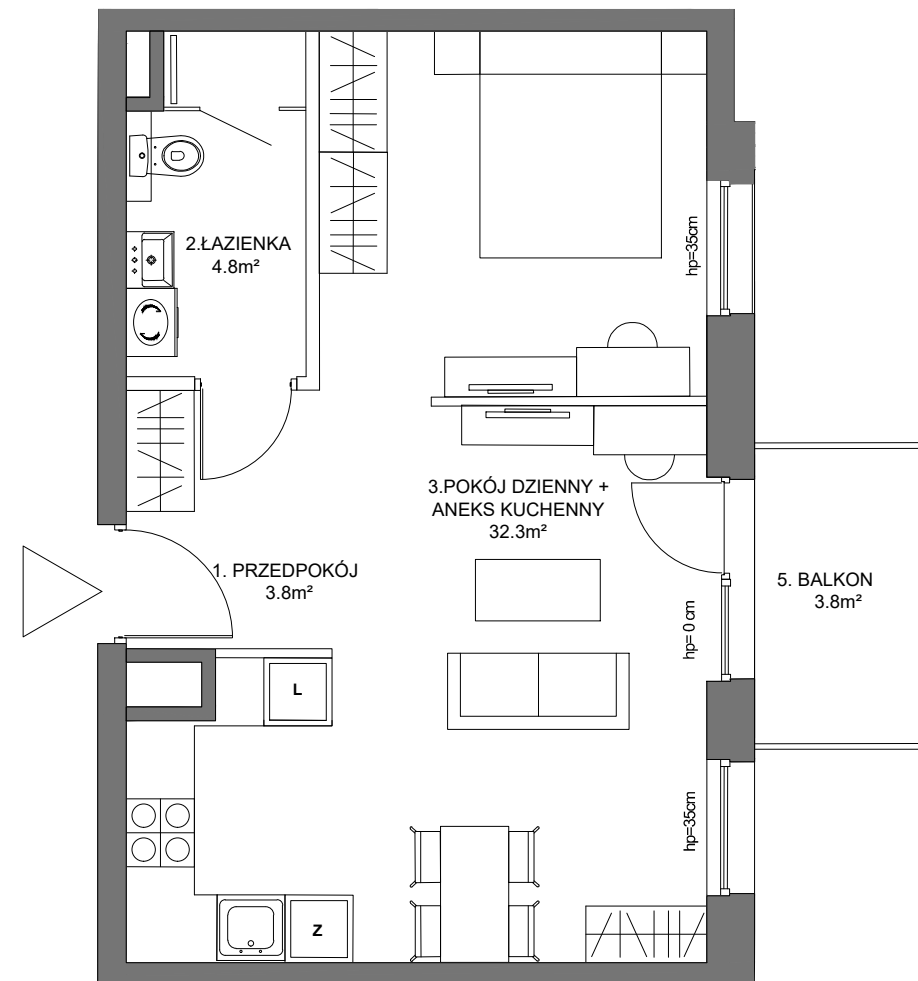 2.ŁAZIENKA
4.8m²
hp=35cm
3.POKÓJ DZIENNY +
ANEKS KUCHENNY
32.3m²
1. PRZEDPOKÓJ
3.8m²
5. BALKON
3.8m²
hp= 0 cm
L
hp=35cm
Z